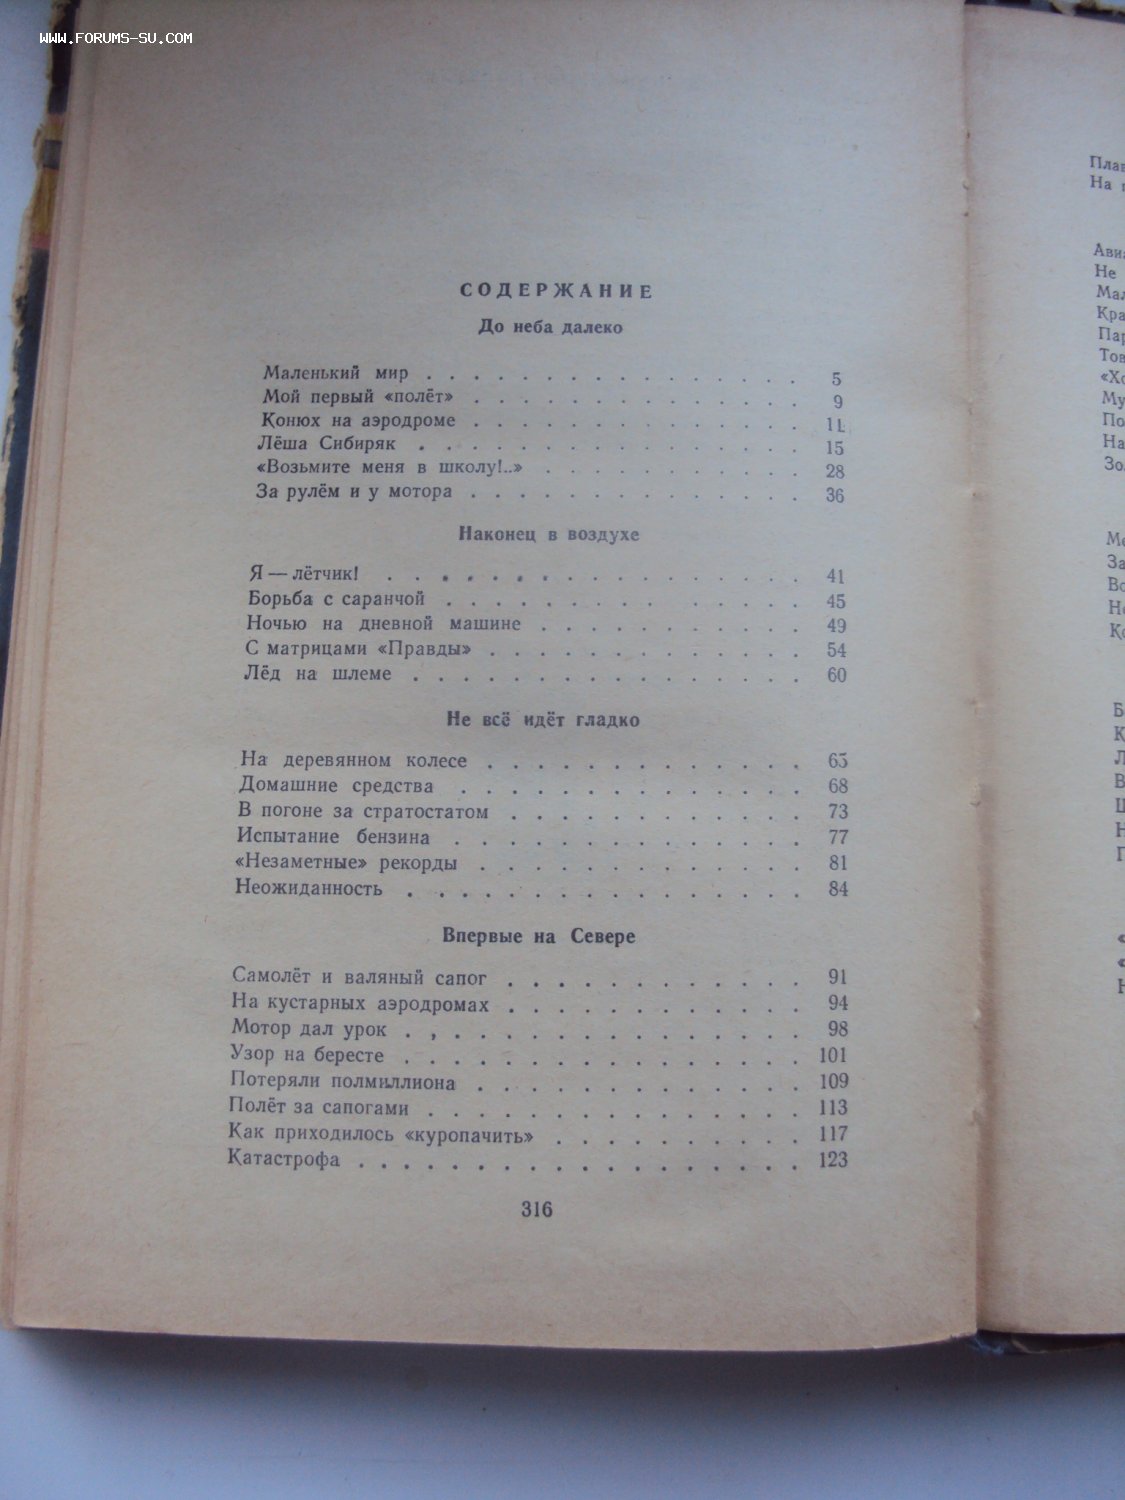 WWW.FORUMS-SU.COM
СОДЕРЖАНИЕ
До неба далеко
Маленький мир . . . . . . . . . . . . . . . . 5
Мой первый «полёт» . . . . . . . . . . . . . . 9
Конюх на аэродроме . . . . . . . . . . . . . . 11
Лёша Сибиряк . . . . . . . . . . . . . . . 15
«Возьмите меня в школу!..» . . . . . . . . . . . 28
За рулём и у мотора . . . . . . . . . . . . . . 36
Наконец в воздухе
Я — лётчик! . . . . . . . . . . . . . . . . . 41
Борьба с саранчой . . . . . . . . . . . . . . 45
Ночью на дневной машине . . . . . . . . . . . 49
С матрицами «Правды» . . . . . . . . . . . . . 54
Лёд на шлеме . . . . . . . . . . . . . . . . 60
Не всё идёт гладко
На деревянном колесе . . . . . . . . . . . . . 65
Домашние средства . . . . . . . . . . . . . . 68
В погоне за стратостатом . . . . . . . . . . . . 73
Испытание бензина . . . . . . . . . . . . . . 77
«Незаметные» рекорды . . . . . . . . . . . . . 81
Неожиданность . . . . . . . . . . . . . . . . 84
Впервые на Севере
Самолёт и валяный сапог . . . . . . . . . . . . 91
На кустарных аэродромах . . . . . . . . . . . . 94
Мотор дал урок . , . . . . . . . . . . . . . . 98
Узор на бересте . . . . . . . . . . . . . . . . 101
Потеряли полмиллиона . . . . . . . . . . . . . 109
Полёт за сапогами . . . . . . . . . . . . . . . 113
Как приходилось «куропачить» . . . . . . . . . . 117
Катастрофа . . . . . . . . . . . . . . . . . . 123
316
На
Не